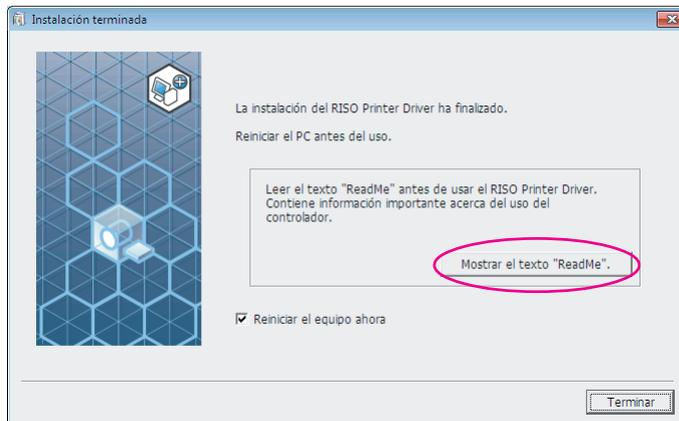 Instalación terminada
La instalación del RISO Printer Driver ha finalizado.
Reiniciar el PC antes del uso.
Leer el texto "ReadMe" antes de usar el RISO Printer Driver.
Contiene información importante acerca del uso del
controlador.
Mostrar el texto "ReadMe".
Reiniciar el equipo ahora
Terminar